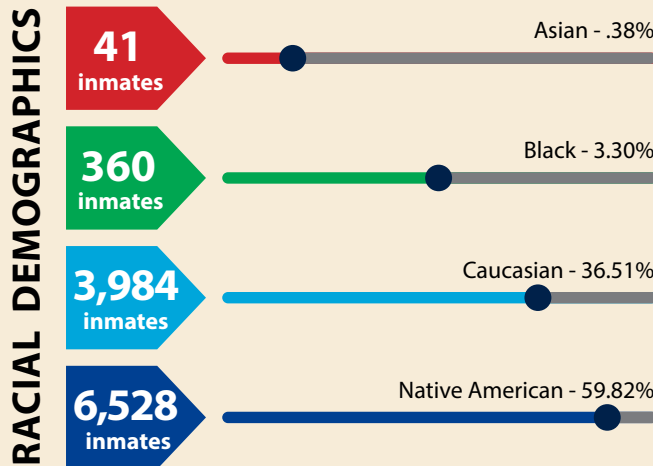 RACIAL DEMOGRAPHICS
41
inmates
Asian - .38%
360
inmates
Black - 3.30%
3,984
inmates
Caucasian - 36.51%
6,528
inmates
Native American - 59.82%